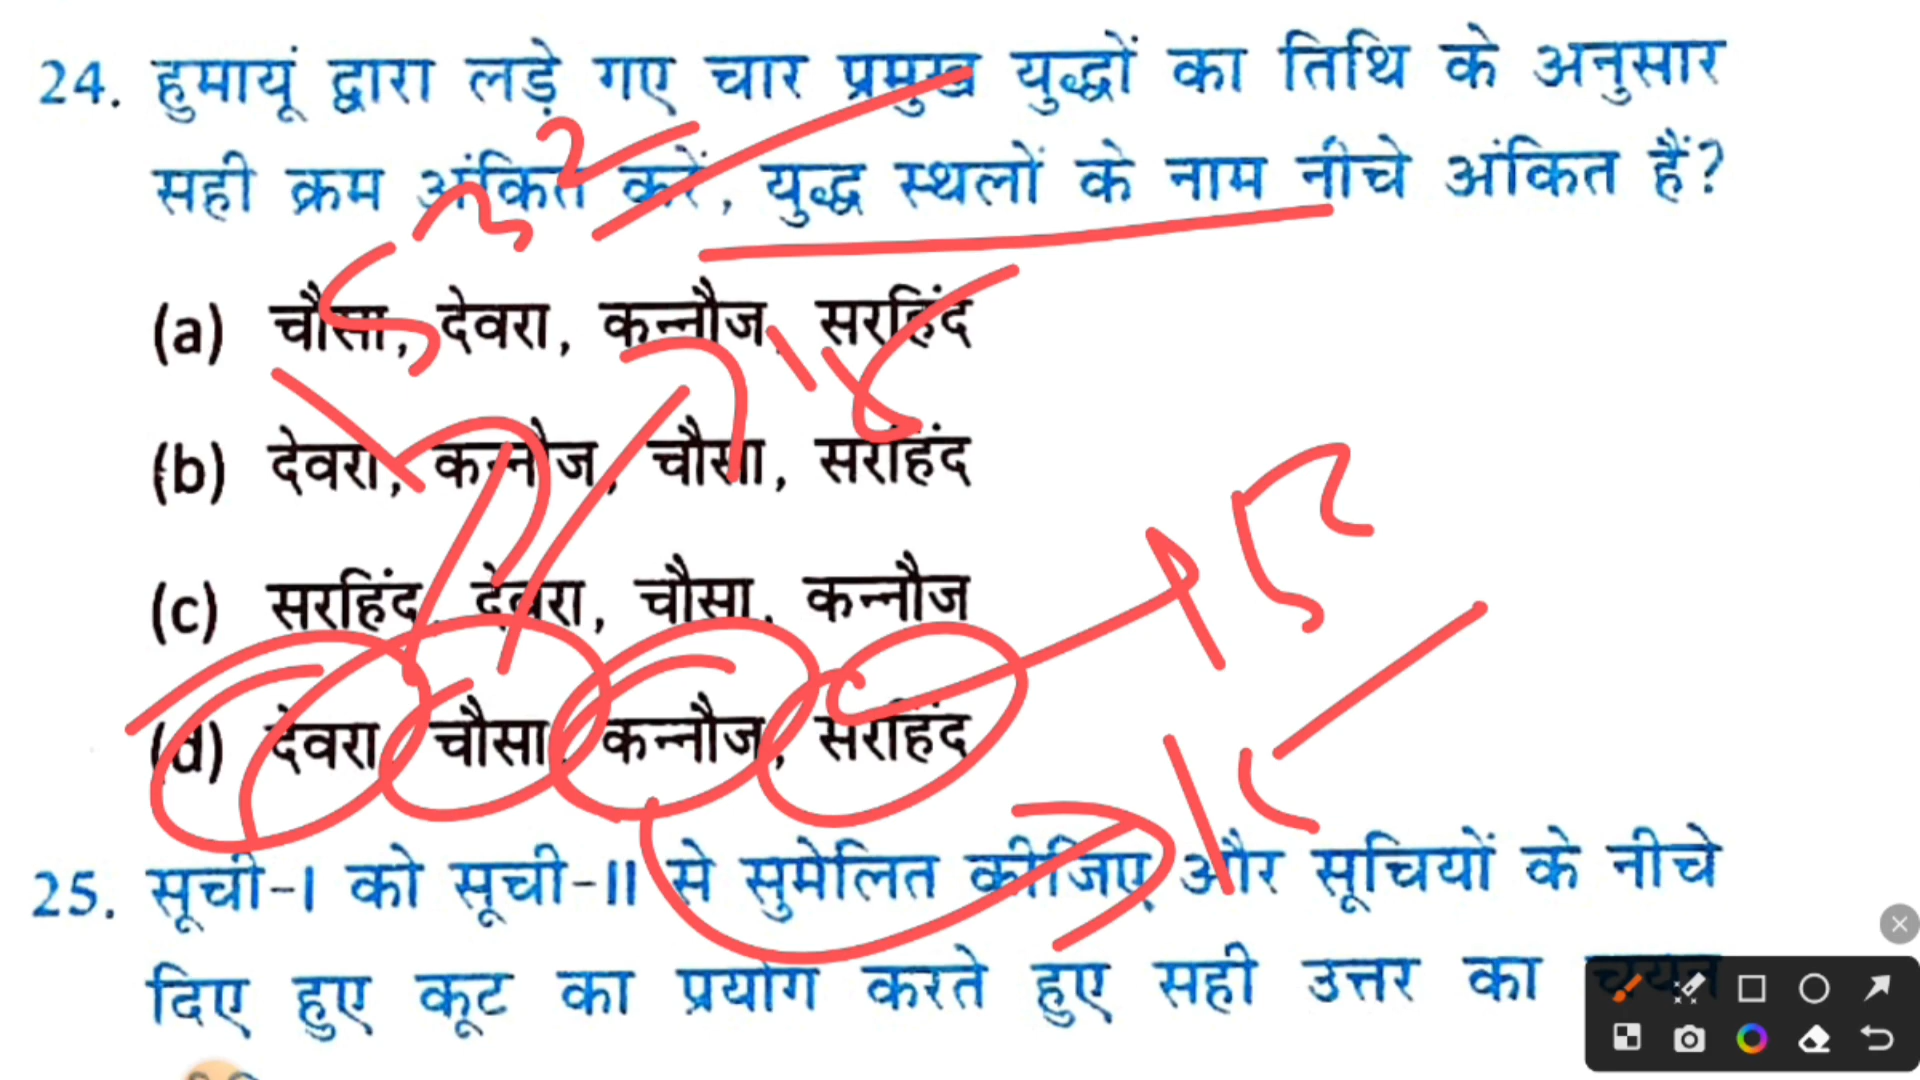 24. हुमायूं द्वारा लड़े गए चार प्रमुख युद्धों का तिथि के अनुसार
सही क्रम अंकित करें, युद्ध स्थलों के नाम नीचे अंकित हैं?
(a) चौसा, देवरा, कन्नौज, सरहिंद
(b) देवरा, कन्नौज, चौसा, सरहिंद
(c) सरहिंद, देवरा, चौसा, कन्नौज
(d) देवरा, चौसा, कन्नौज, सरहिंद
25. सूची-I को सूची-II से सुमेलित कीजिए और सूचियों के नीचे
दिए हुए कूट का प्रयोग करते हुए सही उत्तर का चयन